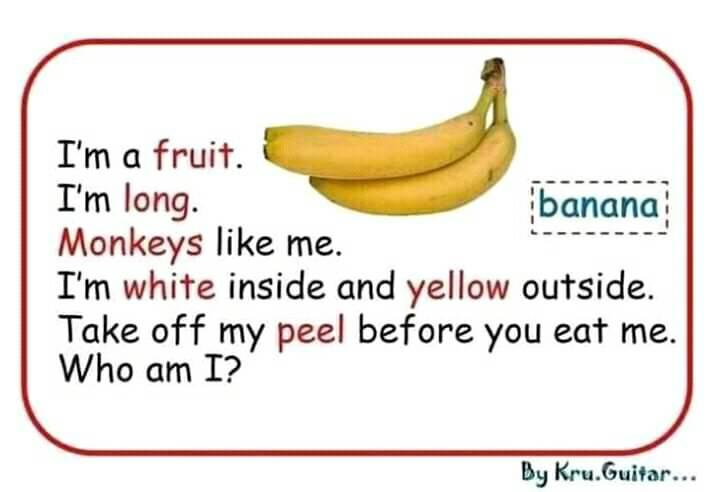 I'm a fruit.
I'm long.
banana
Monkeys like me.
I'm white inside and yellow outside.
Take off my peel before you eat me.
Who am I?
By Kru.Guitar...